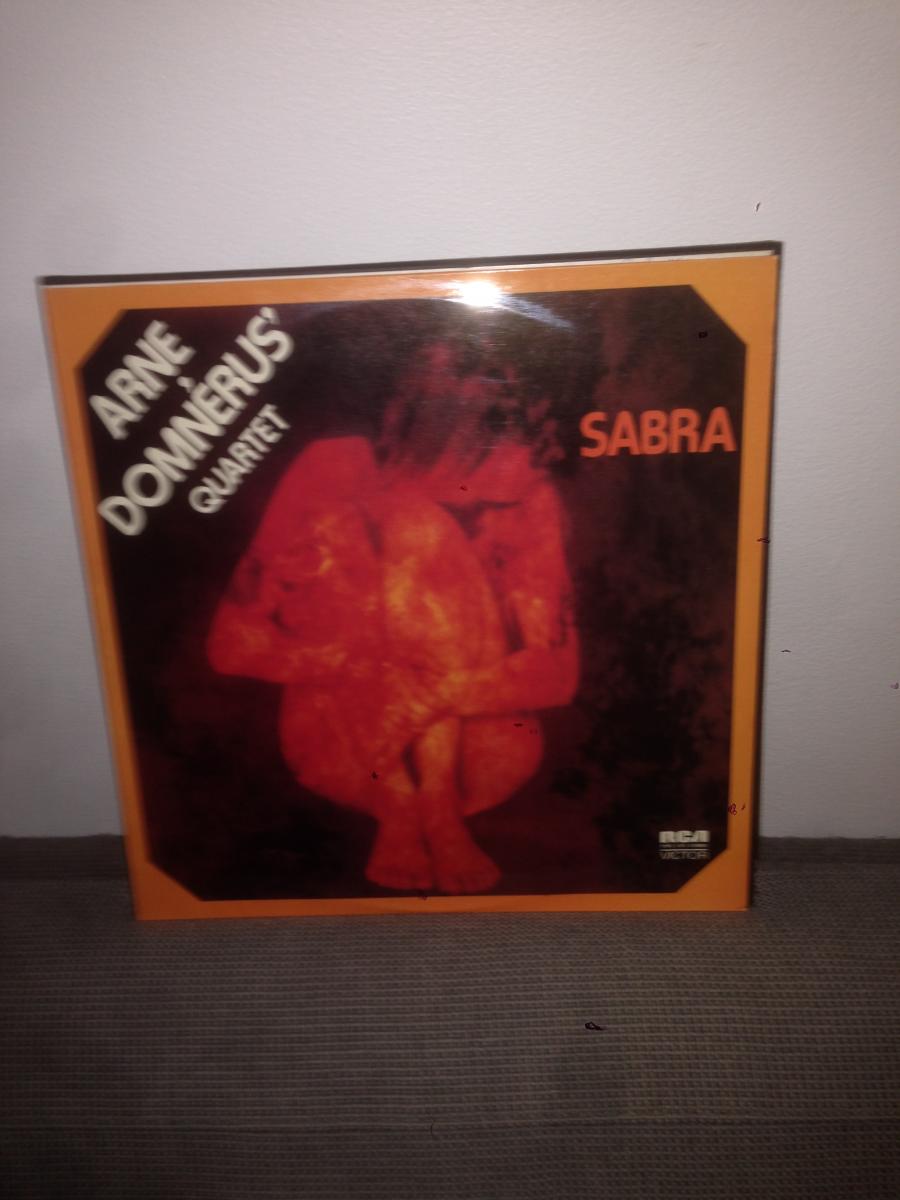 ARNE
DOMNÉRUS'
QUARTET
SABRA
RCA
VICTOR